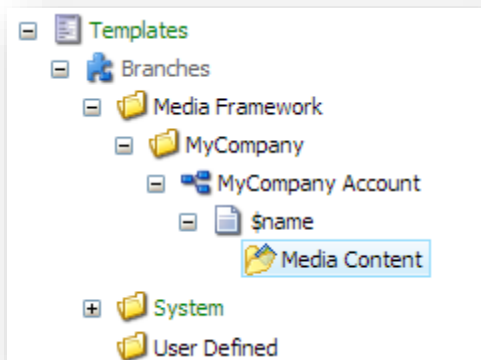 Templates
Branches
Media Framework
MyCompany
MyCompany Account
$name
Media Content
System
User Defined